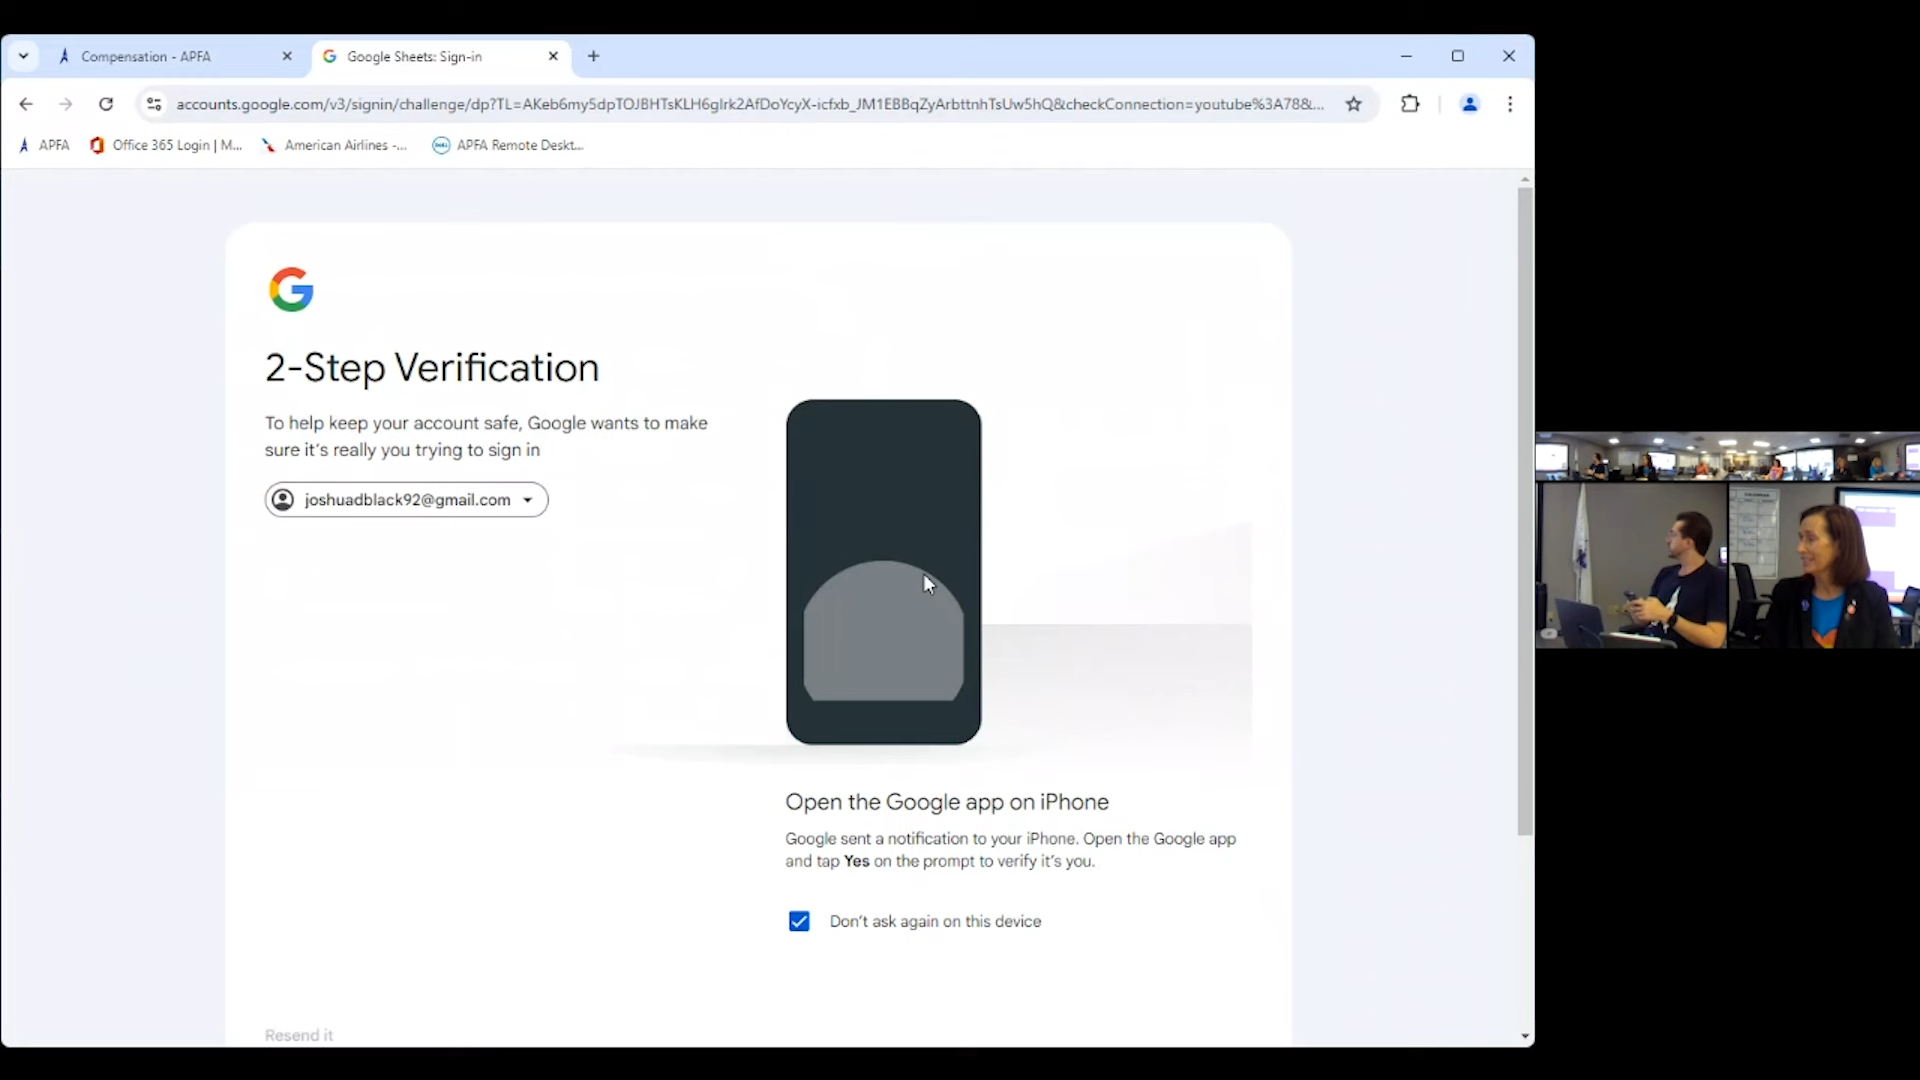 Compensation - APFA
Google Sheets: Sign-in
accounts.google.com/v3/signin/challenge/dp?TL=AKeb6my5dpTOJBHTsKLH6glrk2AfDoYcyX-icfxb_JM1EBBqZyArbttnhTsUw5hQ&checkConnection=youtube%3A78&...
APFA
Office 365 Login | M...
American Airlines -...
APFA Remote Deskt...
2-Step Verification
To help keep your account safe, Google wants to make
sure it's really you trying to sign in
joshuadblack92@gmail.com
Open the Google app on iPhone
Google sent a notification to your iPhone. Open the Google app
and tap Yes on the prompt to verify it's you.
Don't ask again on this device
Resend it